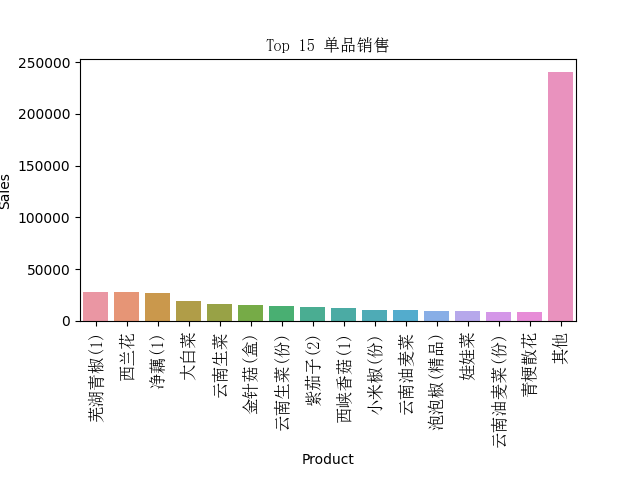 Top 15 单品销售
250000
200000
150000
100000
50000
0
Sales
芜湖青椒(1)
西兰花
净藕(1)
大白菜
云南生菜
金针菇(盒)
云南生菜(份)
紫茄子(2)
西峡香菇(1)
小米椒(份)
云南油麦菜
泡泡椒(精品)
娃娃菜
云南油麦菜(份)
青梗散花
其他
Product